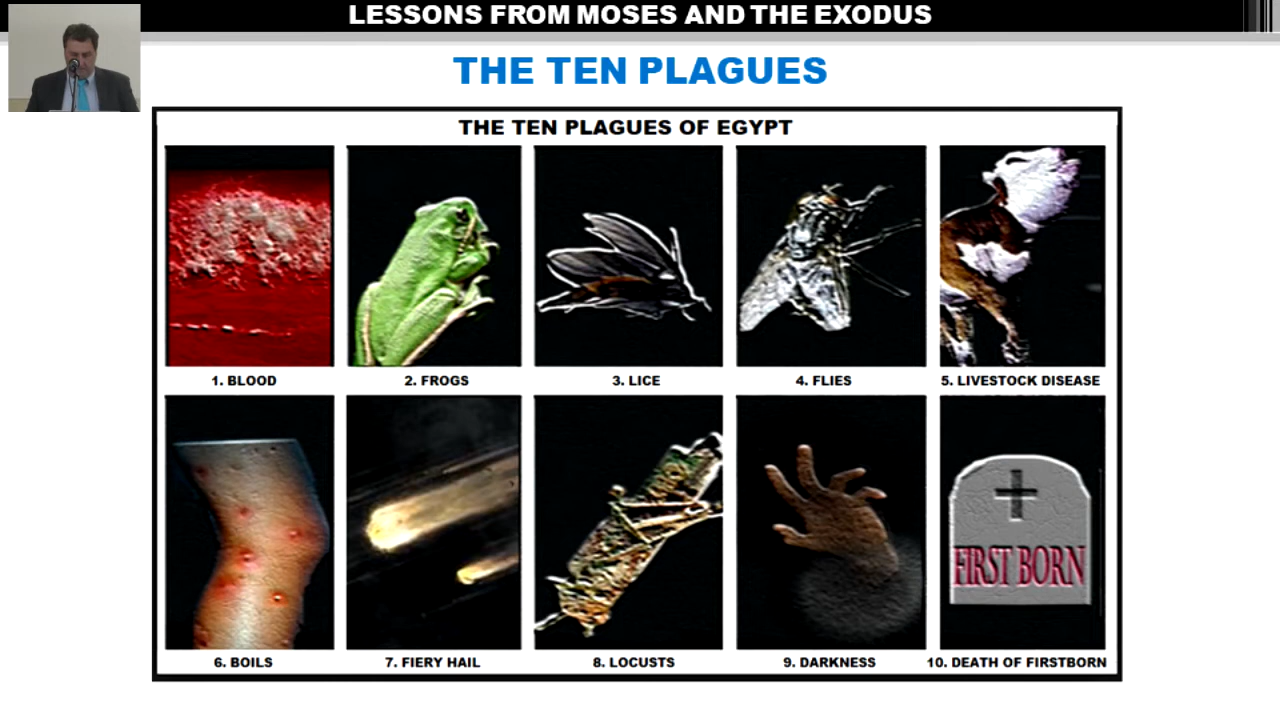 LESSONS FROM MOSES AND THE EXODUS
THE TEN PLAGUES
THE TEN PLAGUES OF EGYPT
1. BLOOD
2. FROGS
3. LICE
4. FLIES
5. LIVESTOCK DISEASE
FIRST BORN
6. BOILS
7. FIERY HAIL
8. LOCUSTS
9. DARKNESS
10. DEATH OF FIRSTBORN